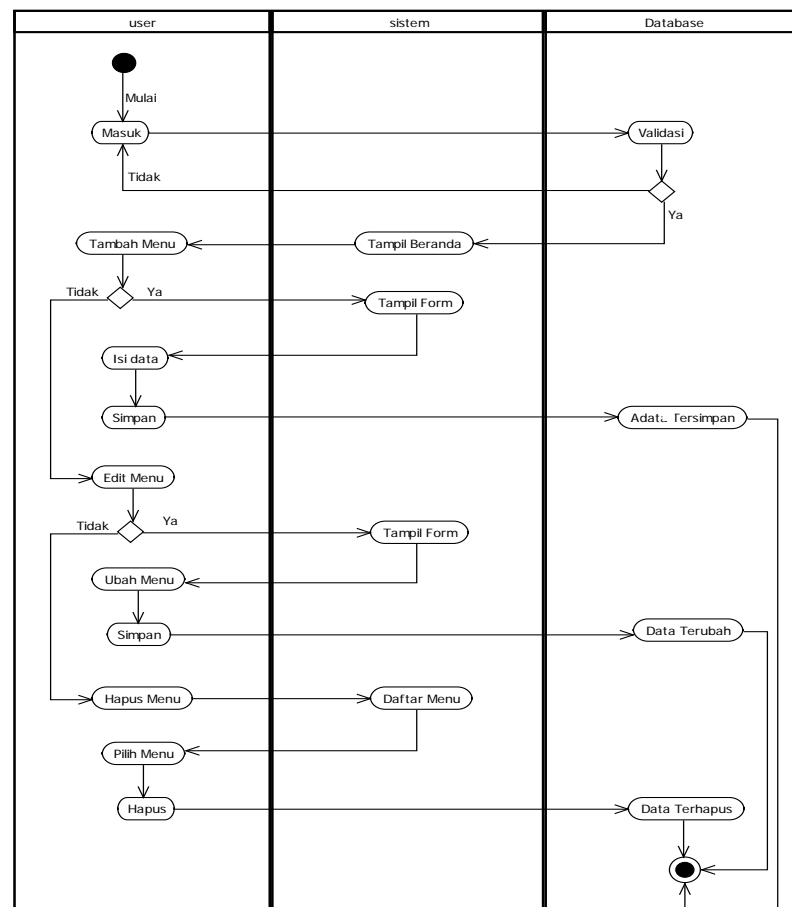 user
sistem
Database
Mulai
Masuk
Validasi
Tidak
Ya
Tambah Menu
Tampil Beranda
Tidak
Ya
Tampil Form
Isi data
Simpan
Tersimpan
Edit Menu
Tidak
Ya
Tampil Form
Ubah Menu
Simpan
Data Terubah
Hapus Menu
Daftar Menu
Pilih Menu
Hapus
Data Terhapus